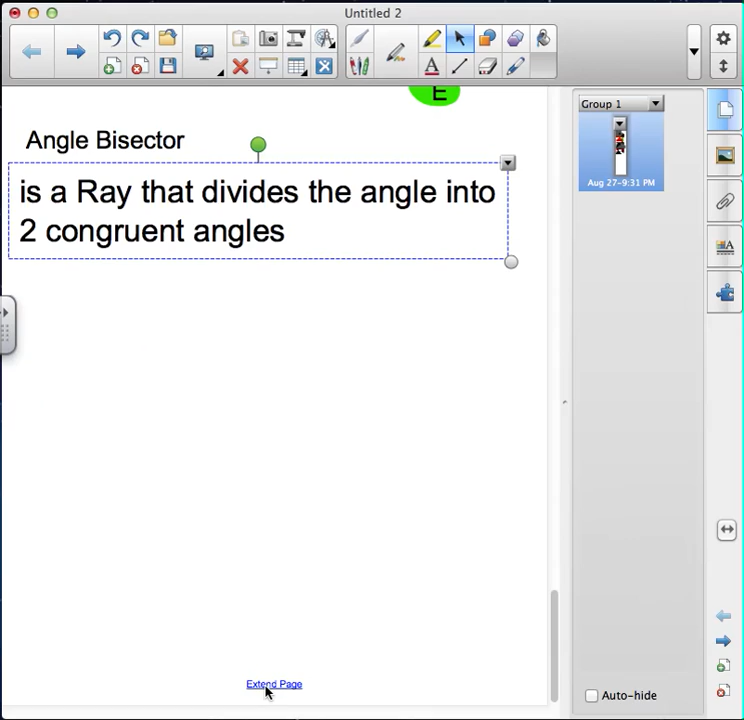 Untitled 2
Group 1
E
Angle Bisector
is a Ray that divides the angle into
2 congruent angles
Aug 27-9:31 PM
Extend Page
Auto-hide